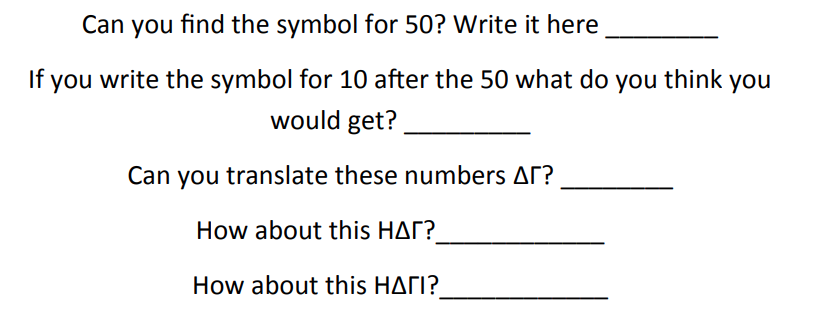 Can you find the symbol for 50? Write it here ________
If you write the symbol for 10 after the 50 what do you think you
would get? _________
Can you translate these numbers ΔΓ? ________
How about this ΗΔΓ?____________
How about this ΗΔΓΙ?____________